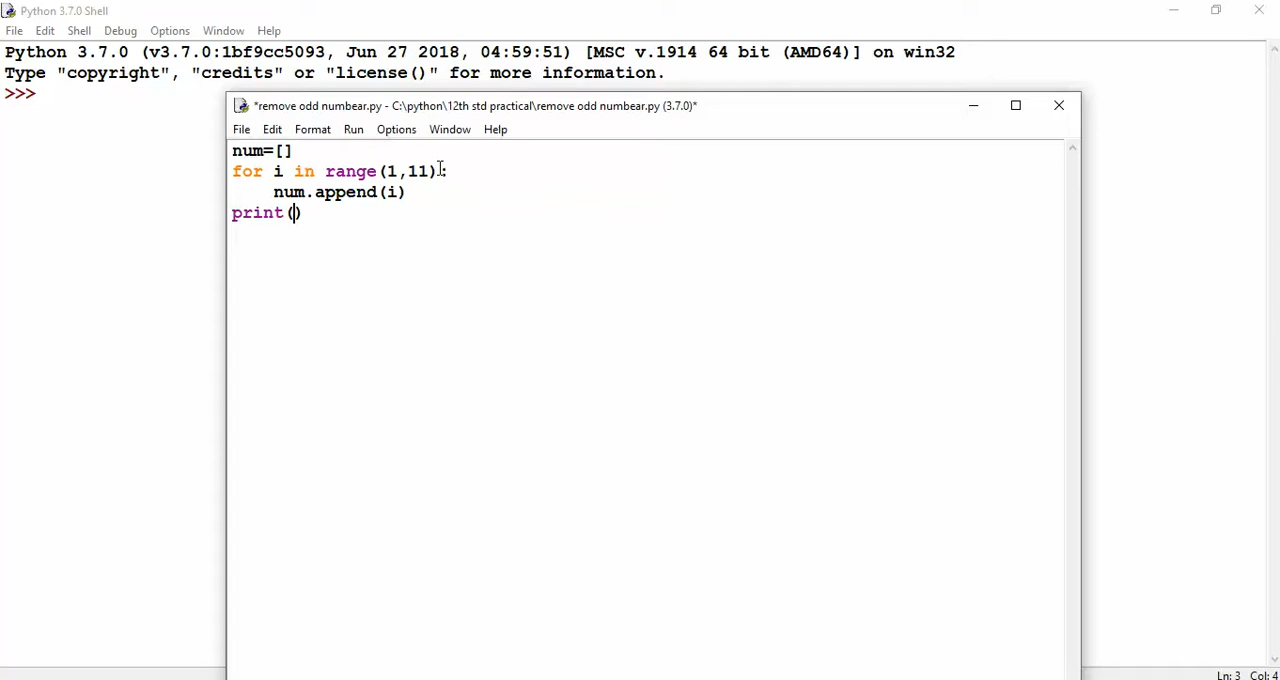 Python 3.7.0 Shell
File Edit Shell Debug Options Window Help
Python 3.7.0 (v3.7.0:1bf9cc5093, Jun 27 2018, 04:59:51) [MSC v.1914 64 bit (AMD64)] on win32
Type "copyright", "credits" or "license()" for more information.
>>>
*remove odd numbear.py - C:\python\12th std practical\remove odd numbear.py (3.7.0)*
File Edit Format Run Options Window Help
num=[]
for i in range(1,11):
    num.append(i)
print()
Ln: 3 Col: 4